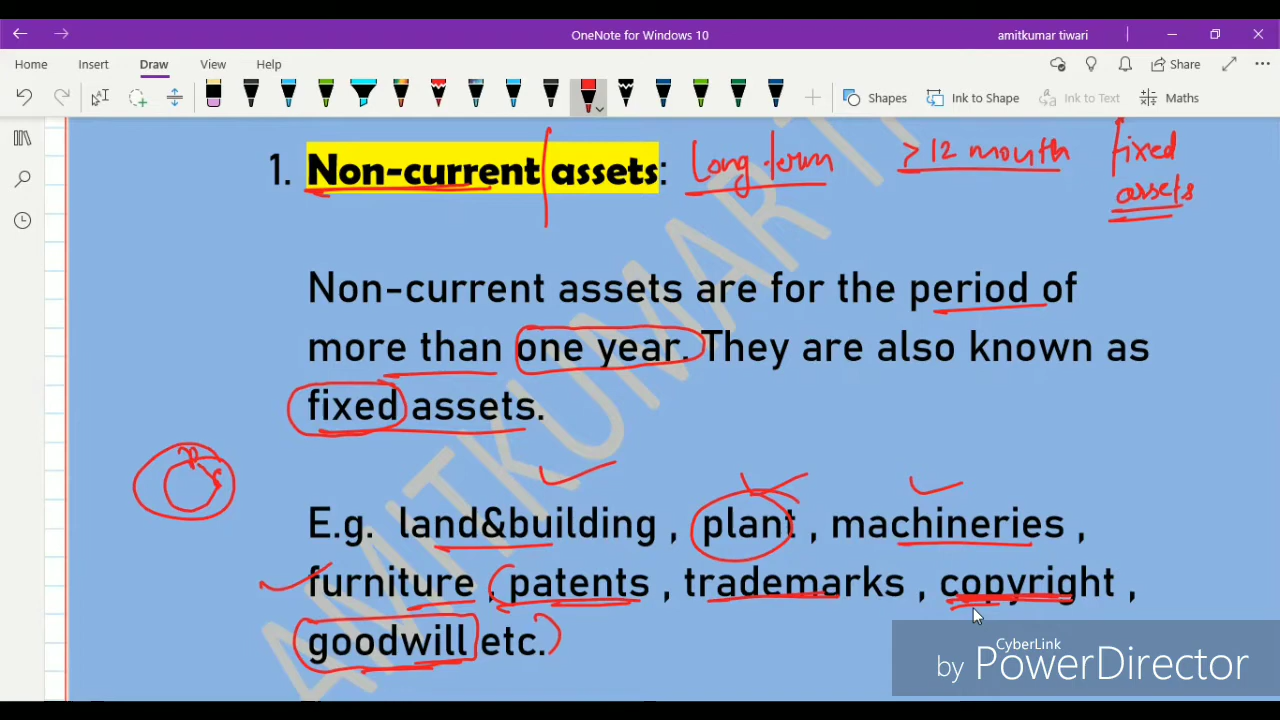 OneNote for Windows 10
amitkumar tiwari
Home Insert Draw View Help
Share
Shapes Ink to Shape Ink to Text Maths
1. Non-current assets: Long term > 12 mouth fixed
assets
Non-current assets are for the period of
more than one year. They are also known as
fixed assets.
E.g. land&building , plant , machineries ,
furniture , patents , trademarks , copyright ,
goodwill etc.
AMITKUMAR TI
CyberLink
by PowerDirector